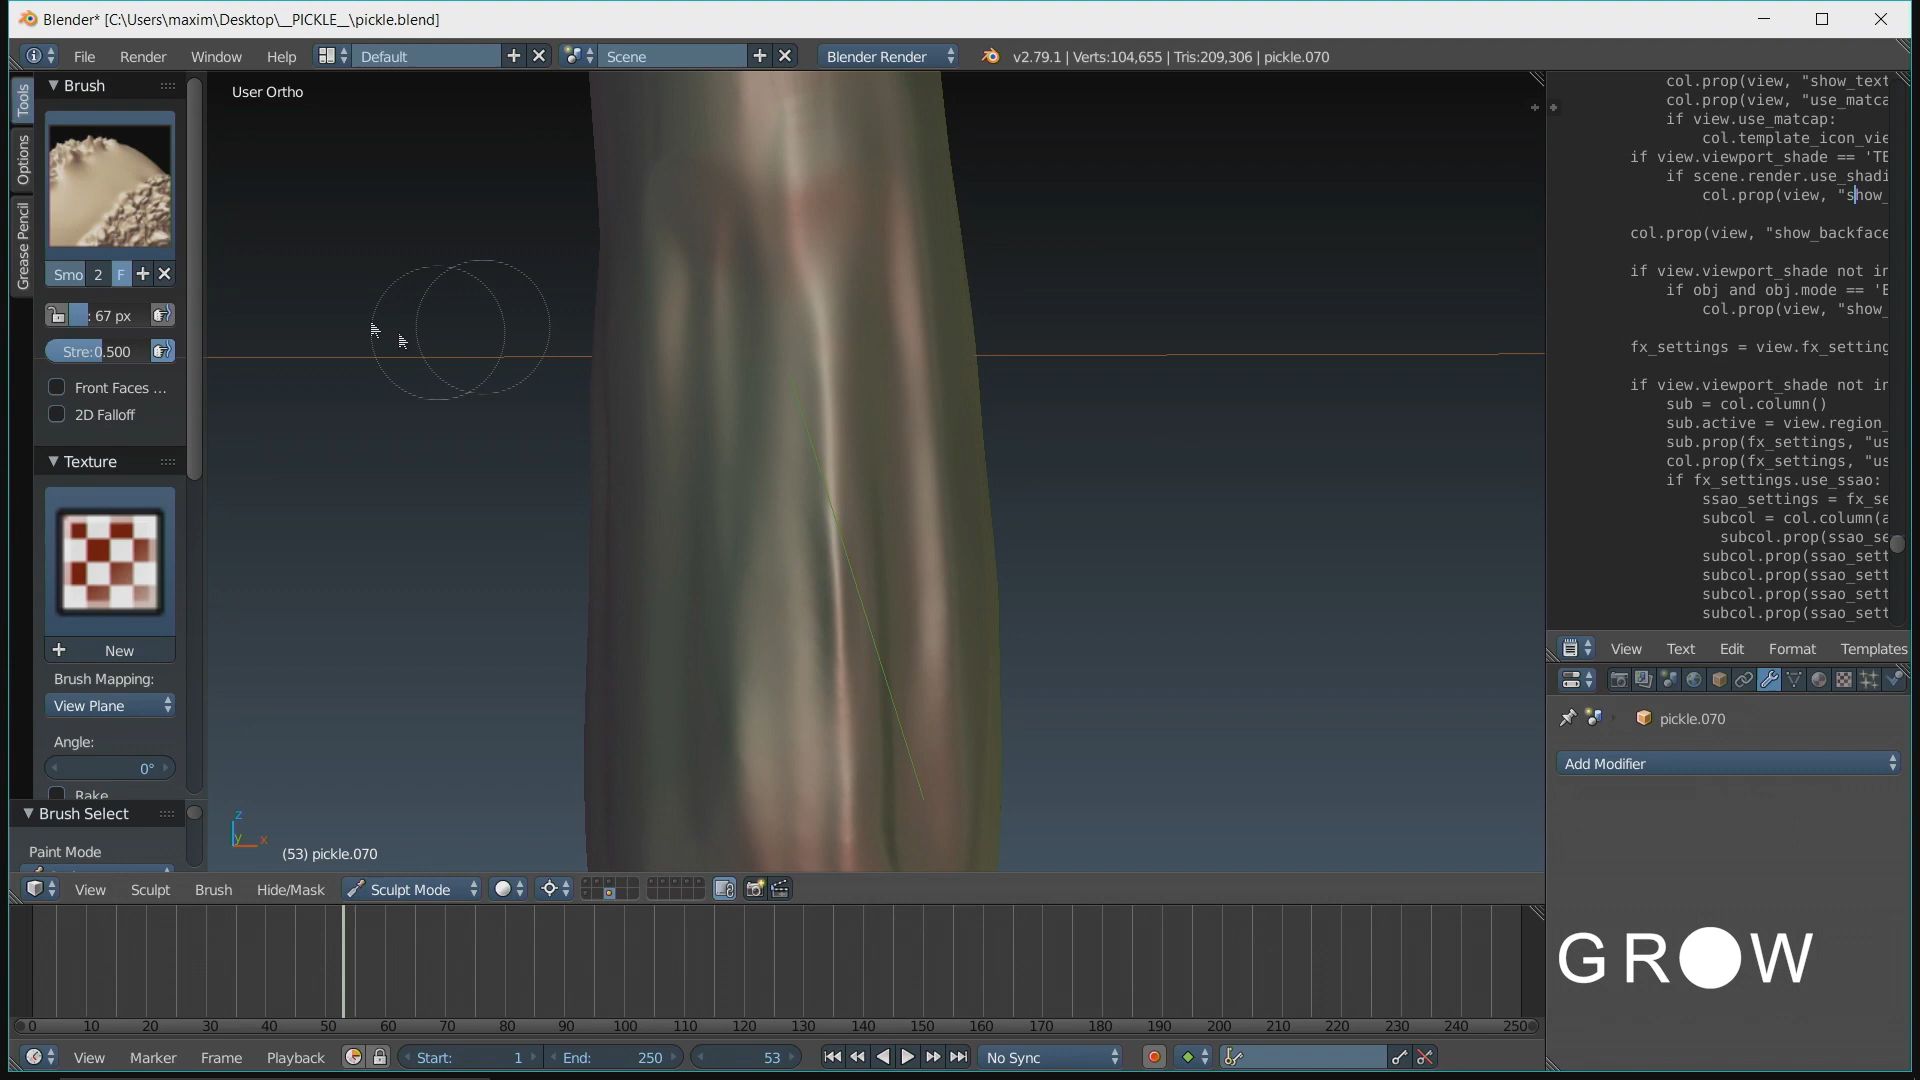 Blender* [C:\Users\maxim\Desktop\__PICKLE__\pickle.blend]
File Render Window Help Default Scene Blender Render v2.79.1 | Verts:104,655 | Tris:209,306 | pickle.070
Tools
Options
Grease Pencil
Brush
Smo 2 F
: 67 px
Stre:0.500
Front Faces ...
2D Falloff
Texture
New
Brush Mapping:
View Plane
Angle:
0°
Rake
Brush Select
Paint Mode
User Ortho
z
y x
(53) pickle.070
View Sculpt Brush Hide/Mask Sculpt Mode
col.prop(view, "show_text
col.prop(view, "use_matca
if view.use_matcap:
col.template_icon_vie
if view.viewport_shade == 'TE
if scene.render.use_shadi
col.prop(view, "show_
col.prop(view, "show_backface
if view.viewport_shade not in
if obj and obj.mode == 'E
col.prop(view, "show_
fx_settings = view.fx_setting
if view.viewport_shade not in
sub = col.column()
sub.active = view.region_
sub.prop(fx_settings, "us
col.prop(fx_settings, "us
if fx_settings.use_ssao:
ssao_settings = fx_se
subcol = col.column(a
subcol.prop(ssao_se
subcol.prop(ssao_sett
subcol.prop(ssao_sett
subcol.prop(ssao_sett
subcol.prop(ssao_sett
View Text Edit Format Templates
pickle.070
Add Modifier
GROW
0 10 20 30 40 50 60 70 80 90 100 110 120 130 140 150 160 170 180 190 200 210 220 230 240 250
View Marker Frame Playback Start: 1 End: 250 53 No Sync